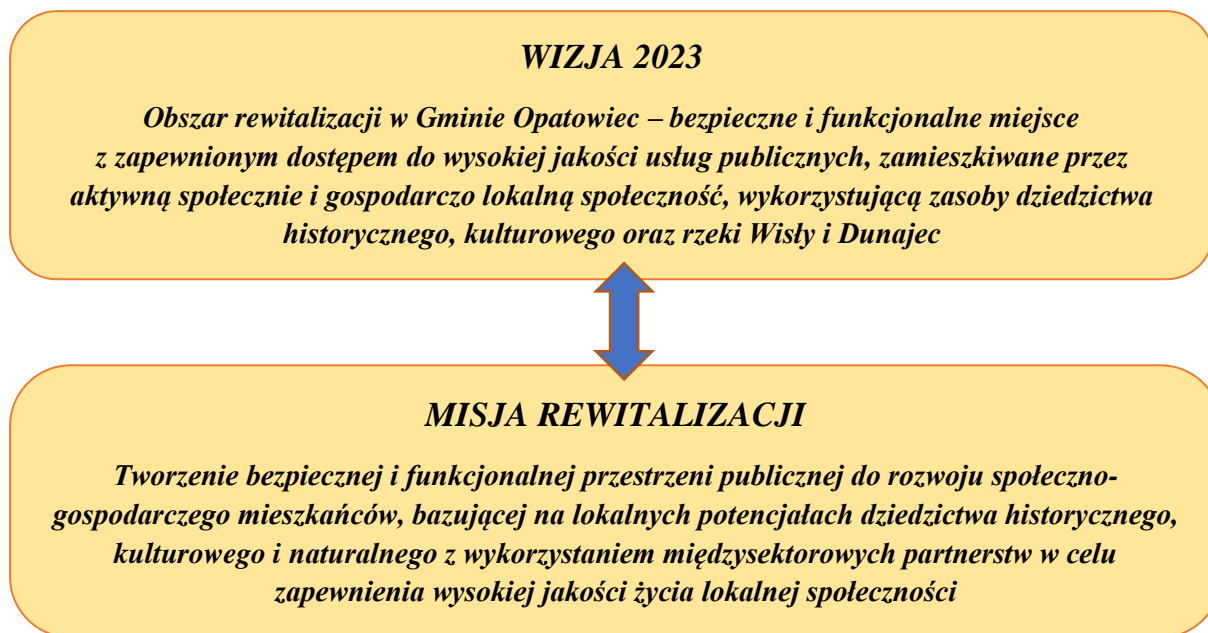 WIZJA 2023
Obszar rewitalizacji w Gminie Opatowiec – bezpieczne i funkcjonalne miejsce
z zapewnionym dostępem do wysokiej jakości usług publicznych, zamieszkiwane przez
aktywną społecznie i gospodarczo lokalną społeczność, wykorzystującą zasoby dziedzictwa
historycznego, kulturowego oraz rzeki Wisły i Dunajec
MISJA REWITALIZACJI
Tworzenie bezpiecznej i funkcjonalnej przestrzeni publicznej do rozwoju społeczno-
gospodarczego mieszkańców, bazującej na lokalnych potencjałach dziedzictwa historycznego,
kulturowego i naturalnego z wykorzystaniem międzysektorowych partnerstw w celu
zapewnienia wysokiej jakości życia lokalnej społeczności